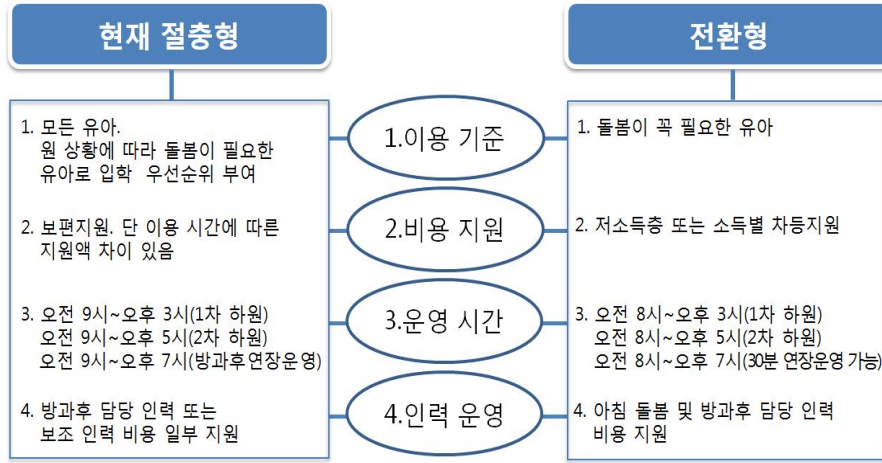 현재 절충형
1. 모든 유아.
원 상황에 따라 돌봄이 필요한
유아로 입학 우선순위 부여
2. 보편지원. 단 이용 시간에 따른
지원액 차이 있음
3. 오전 9시~오후 3시(1차 하원)
오전 9시~오후 5시(2차 하원)
오전 9시~오후 7시(방과후연장운영)
4. 방과후 담당 인력 또는
보조 인력 비용 일부 지원
1.이용 기준
2.비용 지원
3.운영 시간
4.인력 운영
전환형
1. 돌봄이 꼭 필요한 유아
2. 저소득층 또는 소득별 차등지원
3. 오전 8시~오후 3시(1차 하원)
오전 8시~오후 5시(2차 하원)
오전 8시~오후 7시(30분 연장운영 가능)
4. 아침 돌봄 및 방과후 담당 인력
비용 지원